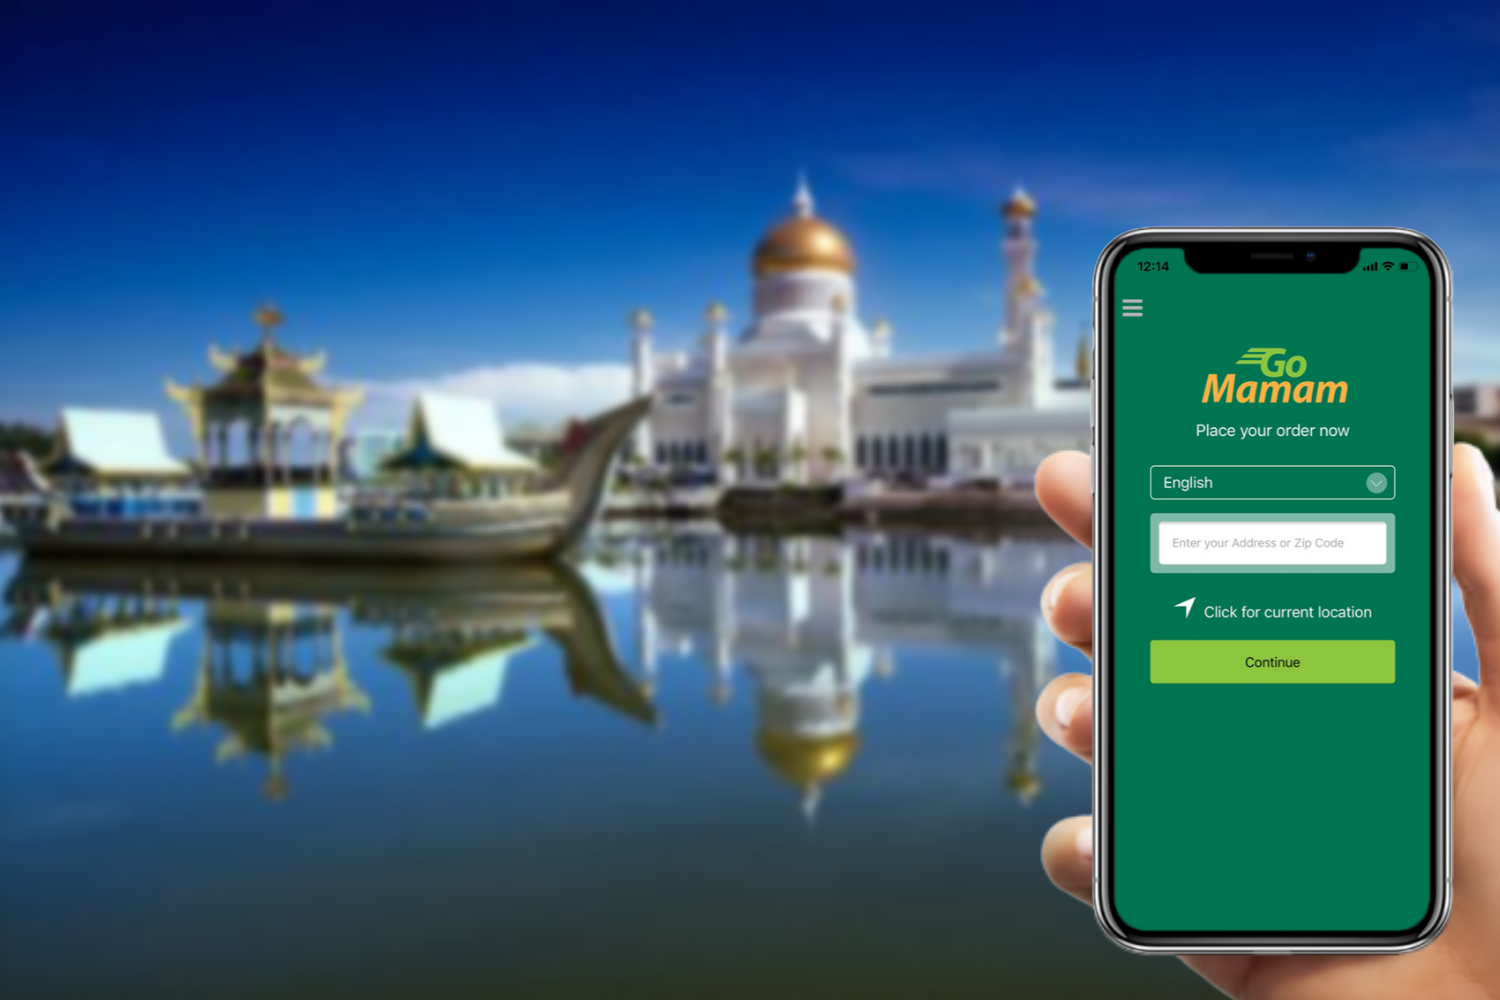 12:14
Go
Mamam
Place your order now
English
Enter your Address or Zip Code
Click for current location
Continue